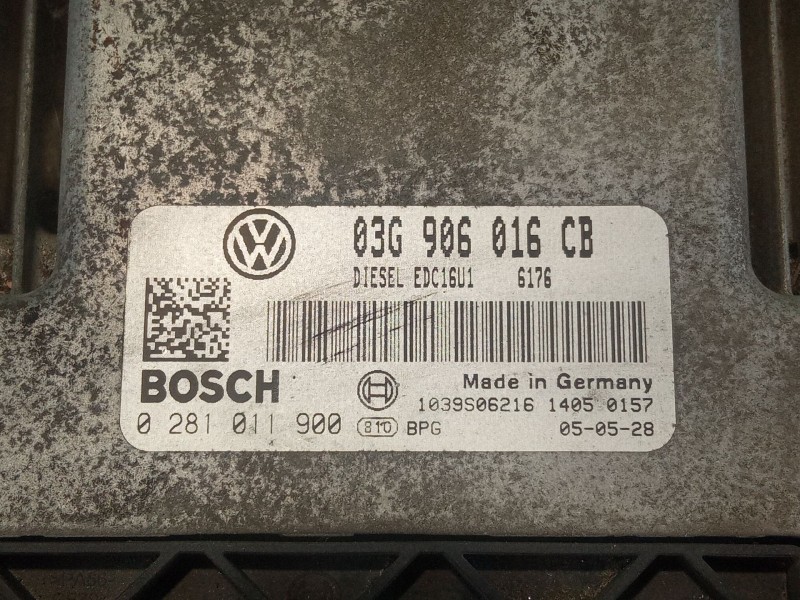 03G 906 016 CB
DIESEL EDC16U1 6176
BOSCH
Made in Germany
1039S06216 1405 0157
0 281 011 900
BPG
05-05-28